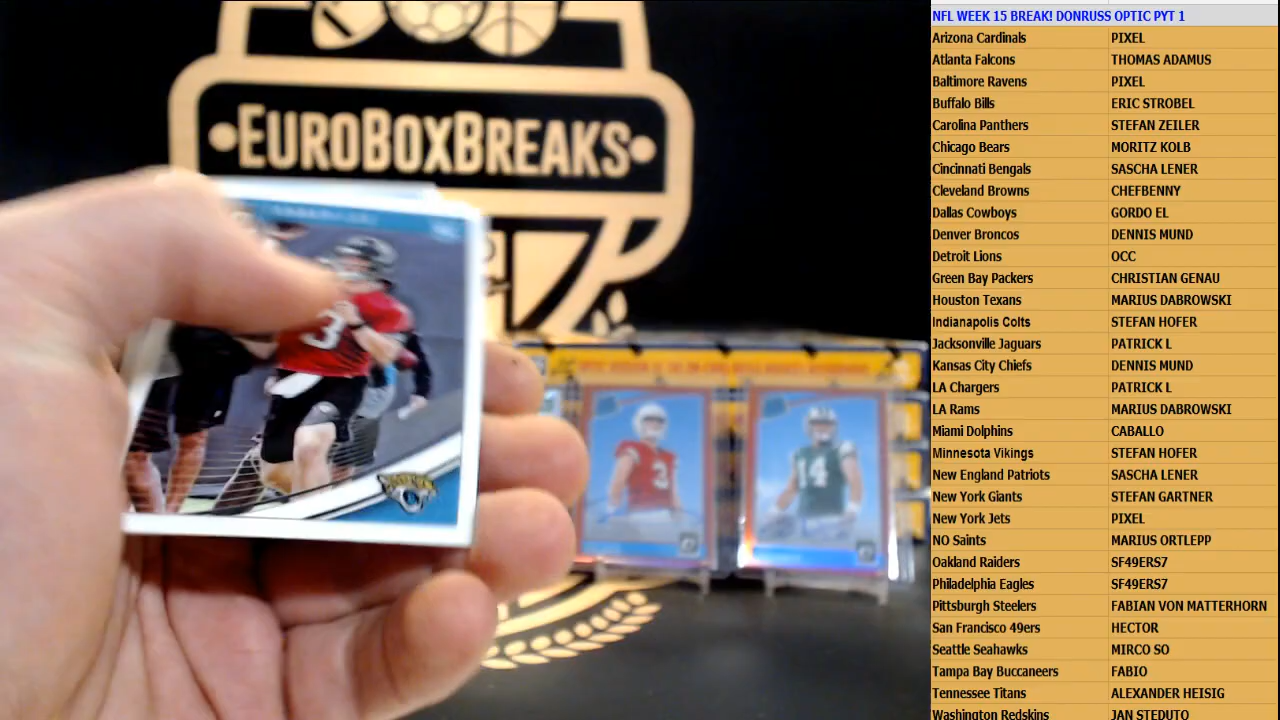 EUROBOXBREAKS
3
3
14
NFL WEEK 15 BREAK! DONRUSS OPTIC PYT 1
Arizona Cardinals PIXEL
Atlanta Falcons THOMAS ADAMUS
Baltimore Ravens PIXEL
Buffalo Bills ERIC STROBEL
Carolina Panthers STEFAN ZEILER
Chicago Bears MORITZ KOLB
Cincinnati Bengals SASCHA LENER
Cleveland Browns CHEFBENNY
Dallas Cowboys GORDO EL
Denver Broncos DENNIS MUND
Detroit Lions OCC
Green Bay Packers CHRISTIAN GENAU
Houston Texans MARIUS DABROWSKI
Indianapolis Colts STEFAN HOFER
Jacksonville Jaguars PATRICK L
Kansas City Chiefs DENNIS MUND
LA Chargers PATRICK L
LA Rams MARIUS DABROWSKI
Miami Dolphins CABALLO
Minnesota Vikings STEFAN HOFER
New England Patriots SASCHA LENER
New York Giants STEFAN GARTNER
New York Jets PIXEL
NO Saints MARIUS ORTLEPP
Oakland Raiders SF49ERS7
Philadelphia Eagles SF49ERS7
Pittsburgh Steelers FABIAN VON MATTERHORN
San Francisco 49ers HECTOR
Seattle Seahawks MIRCO SO
Tampa Bay Buccaneers FABIO
Tennessee Titans ALEXANDER HEISIG
Washington Redskins JAN STEDUTO